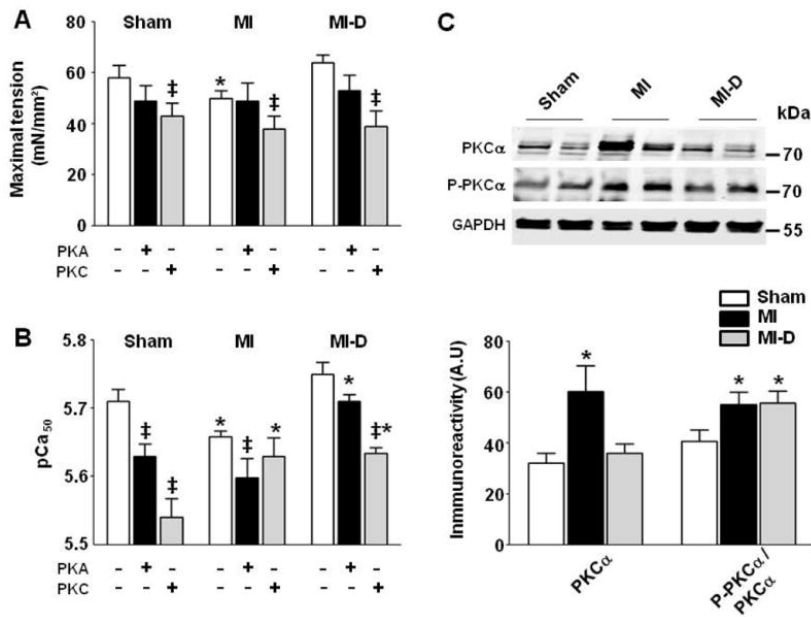 A
Sham MI MI-D
Maximal tension
(mN/mm²)
80
60
40
20
0
‡
*
‡
‡
PKA - + - - + - - + -
PKC - - + - - + - - +
B
Sham MI MI-D
pCa50
5.8
5.7
5.6
5.5
‡
‡
*
‡
*
*
‡*
PKA - + - - + - - + -
PKC - - + - - + - - +
C
Sham MI MI-D
kDa
PKCα 70
P-PKCα 70
GAPDH 55
Sham
MI
MI-D
Inmmunoreactivity (A.U)
80
60
40
20
0
*
* *
PKCα
P-PKCα/
PKCα